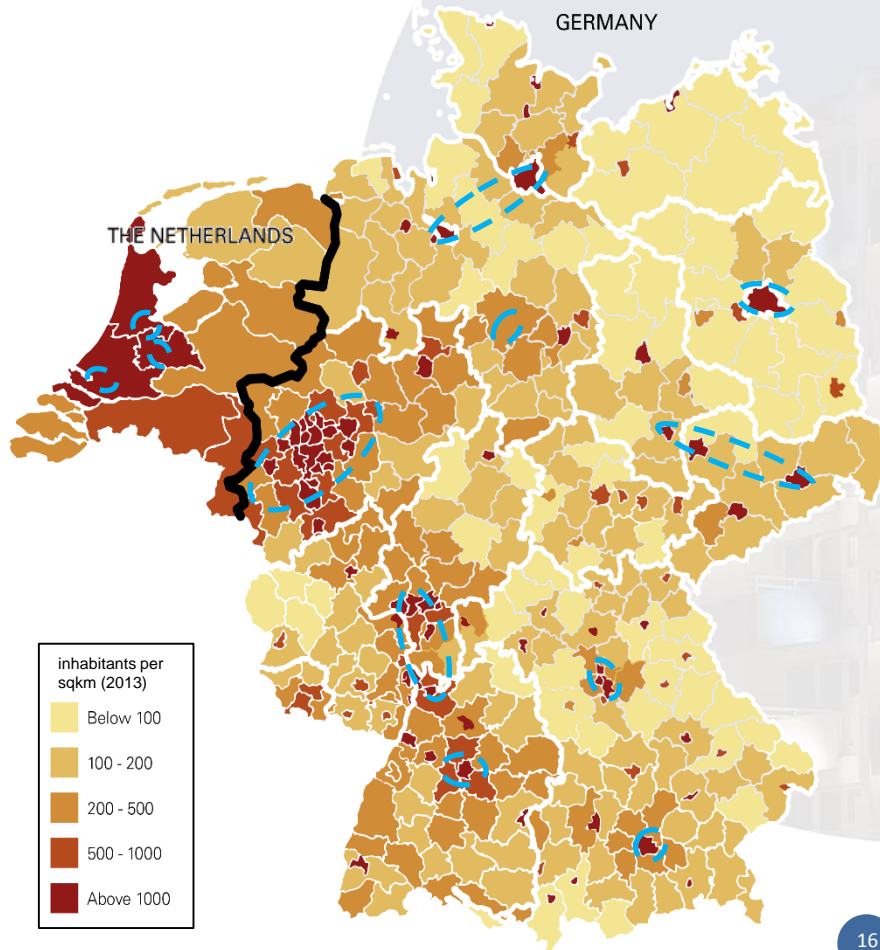 GERMANY
THE NETHERLANDS
inhabitants per
sqkm (2013)
Below 100
100 - 200
200 - 500
500 - 1000
Above 1000
16